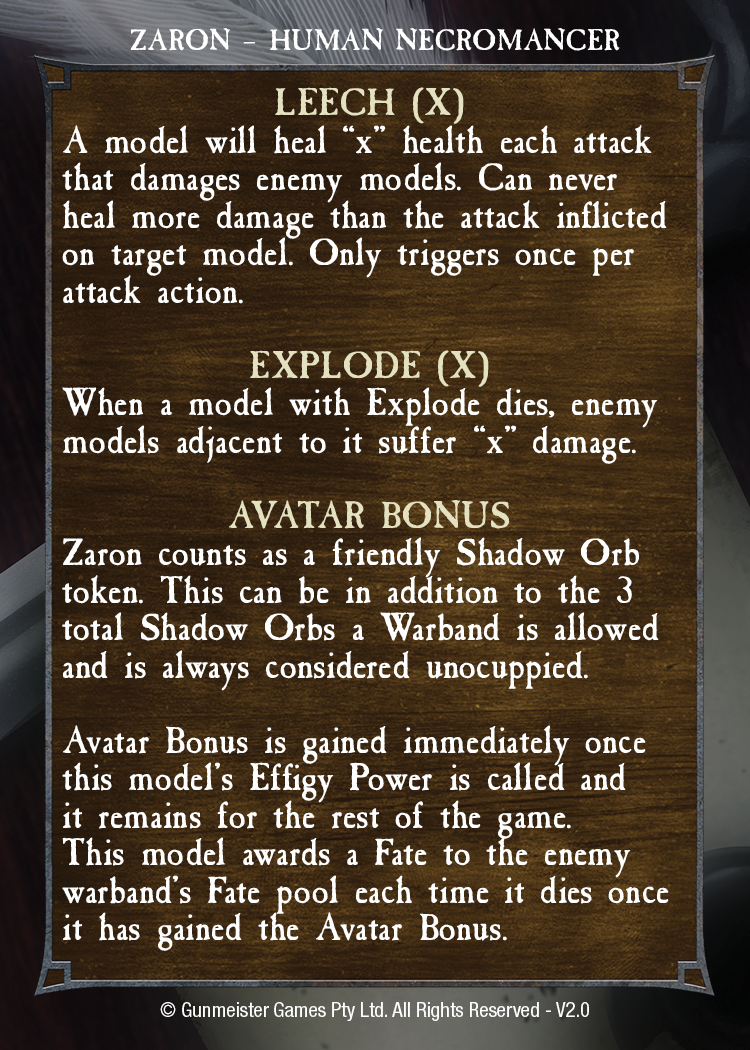 ZARON – HUMAN NECROMANCER
LEECH (X)
A model will heal “x” health each attack
that damages enemy models. Can never
heal more damage than the attack inflicted
on target model. Only triggers once per
attack action.
EXPLODE (X)
When a model with Explode dies, enemy
models adjacent to it suffer “x” damage.
AVATAR BONUS
Zaron counts as a friendly Shadow Orb
token. This can be in addition to the 3
total Shadow Orbs a Warband is allowed
and is always considered unocuppied.
Avatar Bonus is gained immediately once
this model’s Effigy Power is called and
it remains for the rest of the game.
This model awards a Fate to the enemy
warband’s Fate pool each time it dies once
it has gained the Avatar Bonus.
© Gunmeister Games Pty Ltd. All Rights Reserved - V2.0